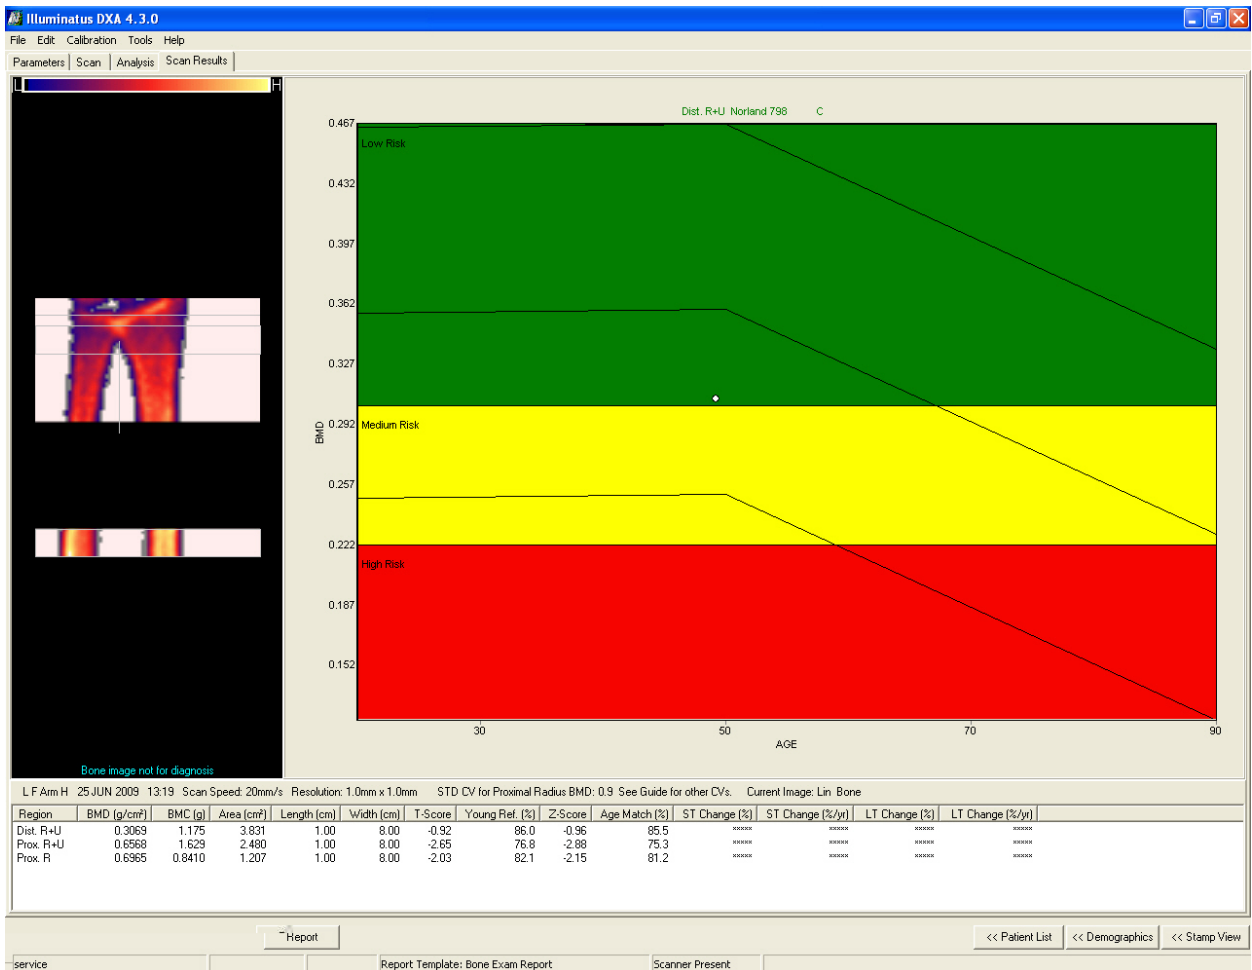 Illuminatus DXA 4.3.0
File Edit Calibration Tools Help
Parameters Scan Analysis Scan Results
L H
Dist. R+U Norland 798 C
0.467
Low Risk
0.432
0.397
0.362
0.327
BMD
0.292 Medium Risk
0.257
0.222
High Risk
0.187
0.152
30 50 70 90
AGE
Bone image not for diagnosis
L F Arm H 25 JUN 2009 13:19 Scan Speed: 20mm/s Resolution: 1.0mm x 1.0mm STD CV for Proximal Radius BMD: 0.9 See Guide for other CVs. Current Image: Lin Bone
Region BMD (g/cm²) BMC (g) Area (cm²) Length (cm) Width (cm) T-Score Young Ref. (%) Z-Score Age Match (%) ST Change (%) ST Change (%/yr) LT Change (%) LT Change (%/yr)
Dist. R+U 0.3069 1.175 3.831 1.00 8.00 -0.92 86.0 -0.96 85.5 ***** ***** ***** *****
Prox. R+U 0.6568 1.629 2.480 1.00 8.00 -2.65 76.8 -2.88 75.3 ***** ***** ***** *****
Prox. R 0.6965 0.8410 1.207 1.00 8.00 -2.03 82.1 -2.15 81.2 ***** ***** ***** *****
Report << Patient List << Demographics << Stamp View
service Report Template: Bone Exam Report Scanner Present